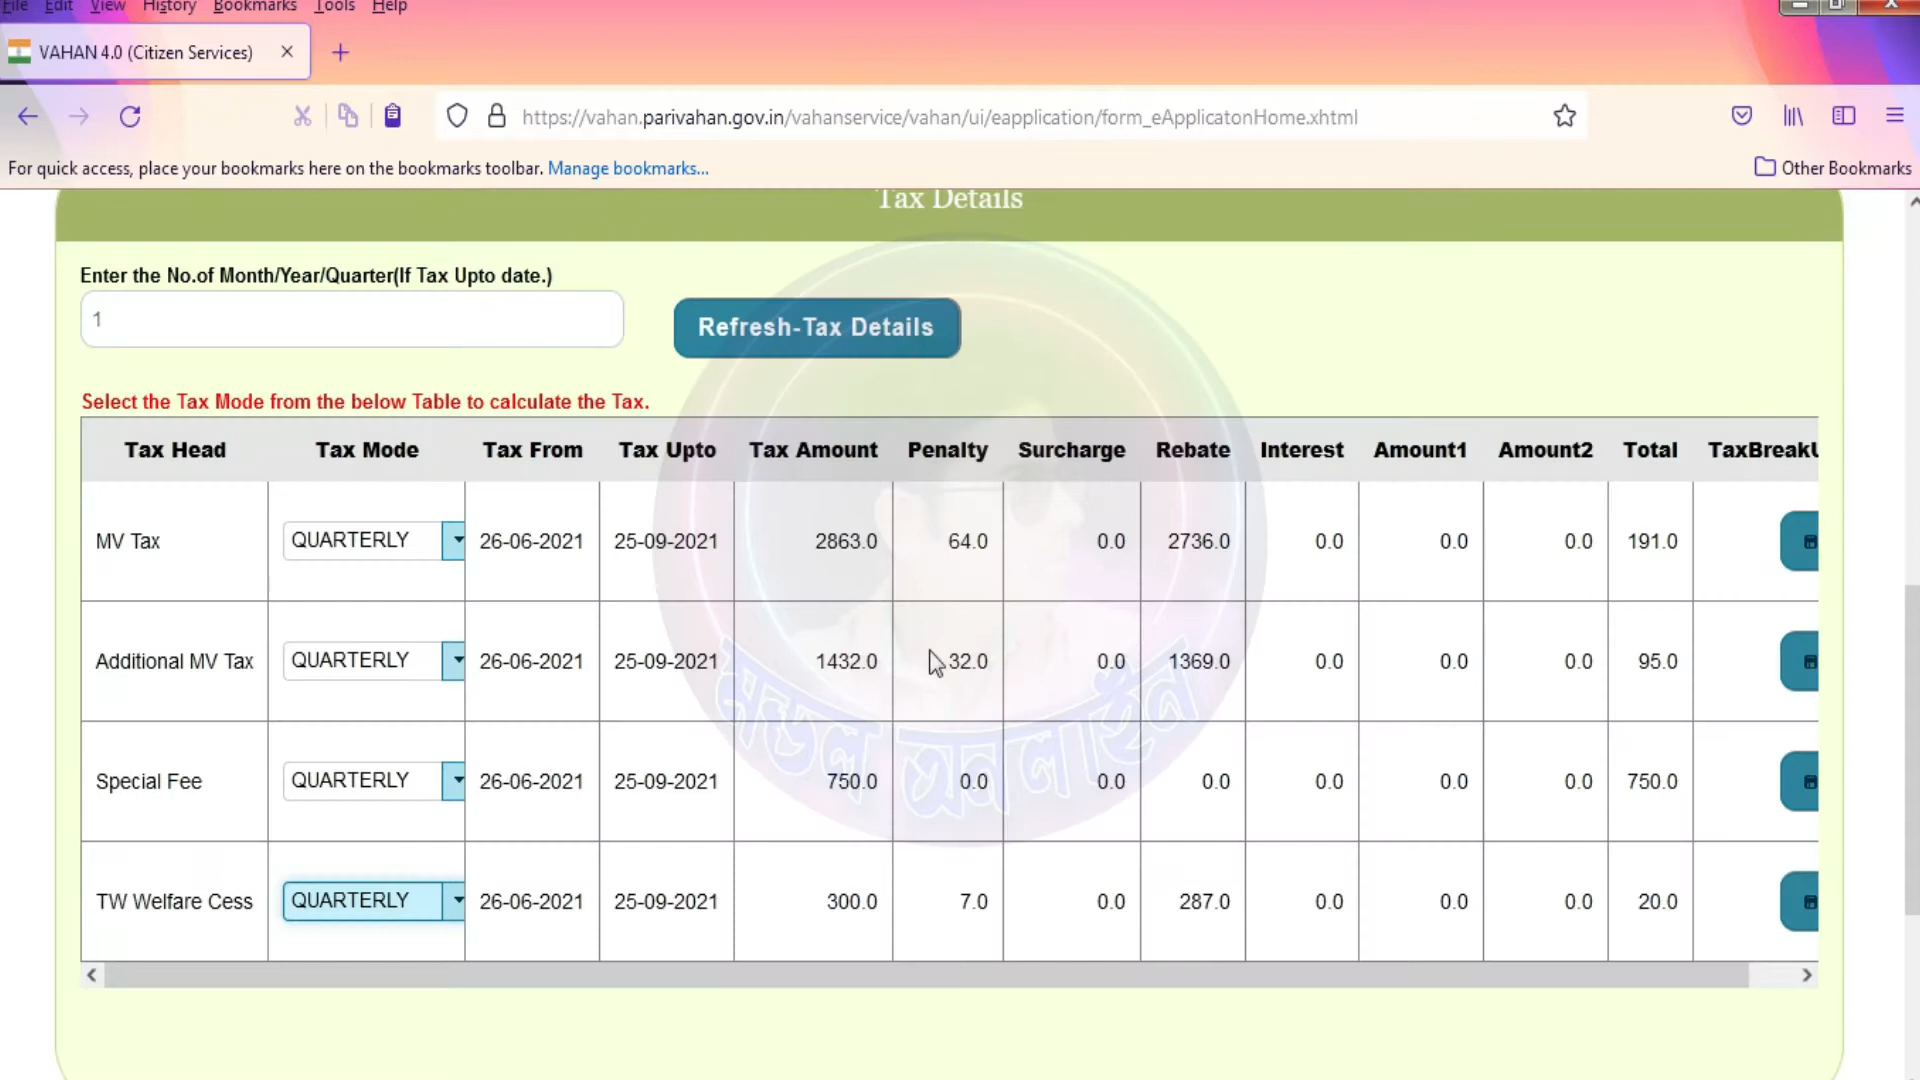 File Edit View History Bookmarks Tools Help
VAHAN 4.0 (Citizen Services)
https://vahan.parivahan.gov.in/vahanservice/vahan/ui/eapplication/form_eApplicatonHome.xhtml
For quick access, place your bookmarks here on the bookmarks toolbar. Manage bookmarks... Other Bookmarks
Tax Details
Enter the No.of Month/Year/Quarter(If Tax Upto date.)
1
Refresh-Tax Details
Select the Tax Mode from the below Table to calculate the Tax.
Tax Head Tax Mode Tax From Tax Upto Tax Amount Penalty Surcharge Rebate Interest Amount1 Amount2 Total TaxBreakU
MV Tax QUARTERLY 26-06-2021 25-09-2021 2863.0 64.0 0.0 2736.0 0.0 0.0 0.0 191.0
Additional MV Tax QUARTERLY 26-06-2021 25-09-2021 1432.0 32.0 0.0 1369.0 0.0 0.0 0.0 95.0
Special Fee QUARTERLY 26-06-2021 25-09-2021 750.0 0.0 0.0 0.0 0.0 0.0 0.0 750.0
TW Welfare Cess QUARTERLY 26-06-2021 25-09-2021 300.0 7.0 0.0 287.0 0.0 0.0 0.0 20.0
মন্ডল অনলাইন